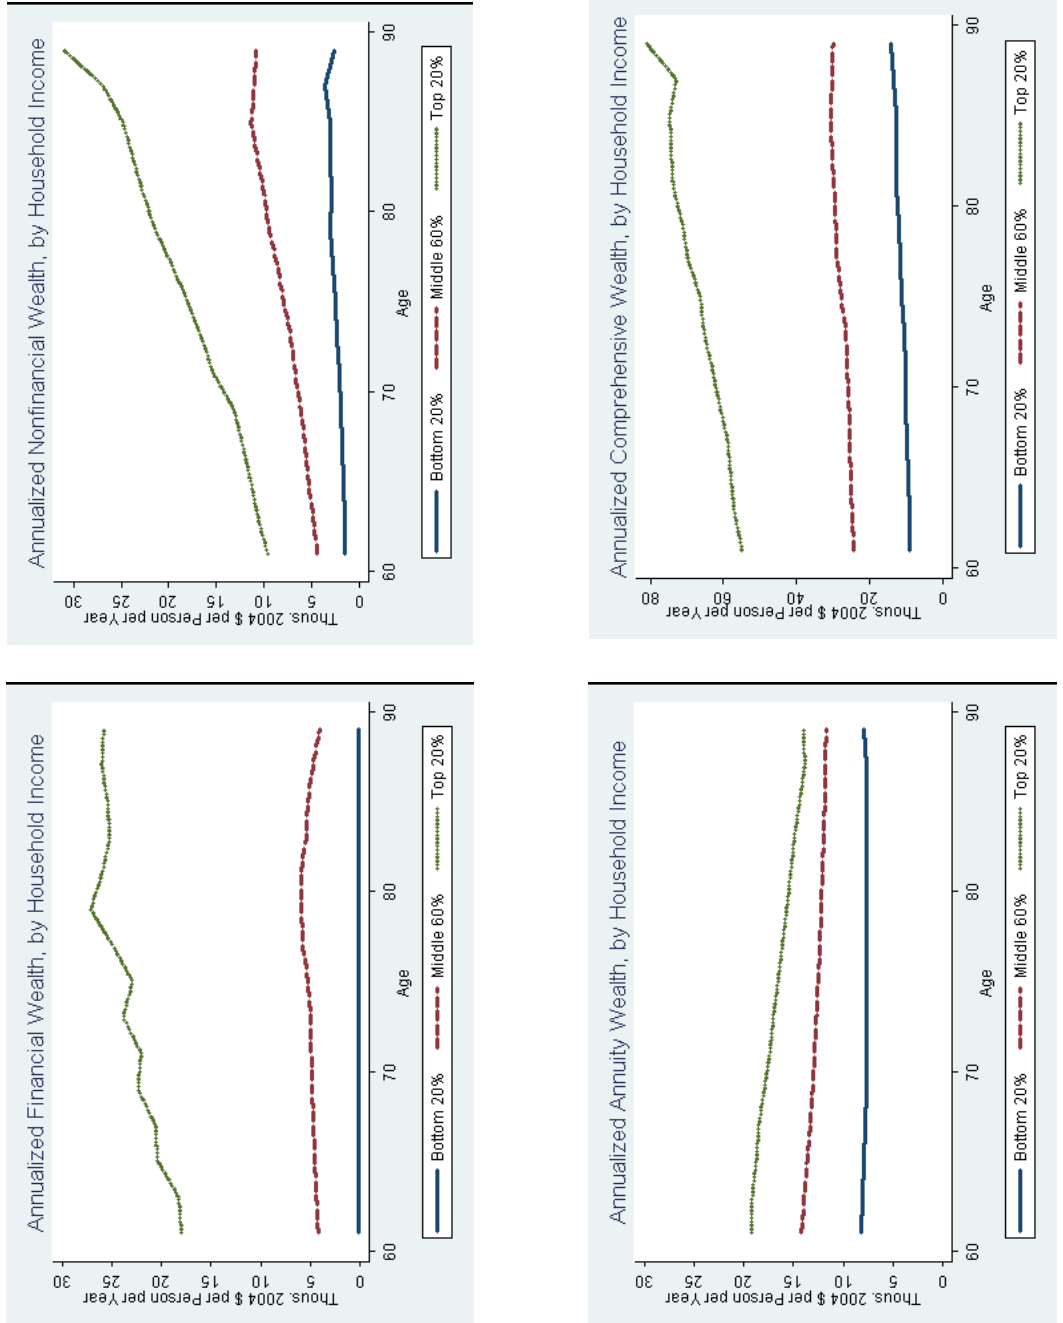 Annualized Financial Wealth, by Household Income
Thous. 2004 $ per Person per Year
30
25
20
15
10
5
0
60
70
80
90
Age
Bottom 20%
Middle 60%
Top 20%
Annualized Nonfinancial Wealth, by Household Income
Thous. 2004 $ per Person per Year
30
25
20
15
10
5
0
60
70
80
90
Age
Bottom 20%
Middle 60%
Top 20%
Annualized Annuity Wealth, by Household Income
Thous. 2004 $ per Person per Year
30
25
20
15
10
5
0
60
70
80
90
Age
Bottom 20%
Middle 60%
Top 20%
Annualized Comprehensive Wealth, by Household Income
Thous. 2004 $ per Person per Year
80
60
40
20
0
60
70
80
90
Age
Bottom 20%
Middle 60%
Top 20%